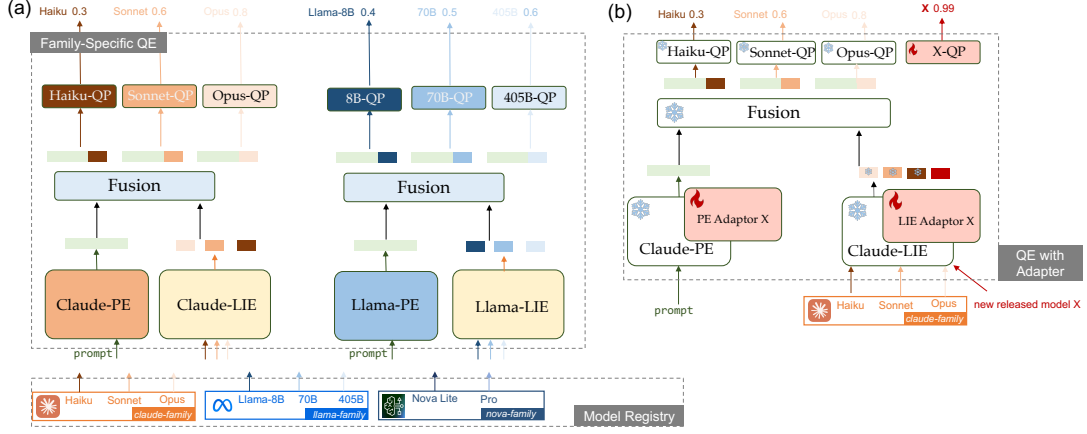 (a)
Haiku 0.3
Sonnet 0.6
Opus 0.8
Llama-8B 0.4
70B 0.5
405B 0.6
Family-Specific QE
Haiku-QP
Sonnet-QP
Opus-QP
8B-QP
70B-QP
405B-QP
Fusion
Fusion
Claude-PE
Claude-LIE
Llama-PE
Llama-LIE
prompt
prompt
Haiku
Sonnet
Opus
claude-family
Llama-8B
70B
405B
llama-family
Nova Lite
Pro
nova-family
Model Registry
(b)
Haiku 0.3
Sonnet 0.6
Opus 0.8
X 0.99
Haiku-QP
Sonnet-QP
Opus-QP
X-QP
Fusion
PE Adaptor X
Claude-PE
LIE Adaptor X
Claude-LIE
QE with
Adapter
prompt
Haiku
Sonnet
Opus
claude-family
new released model X